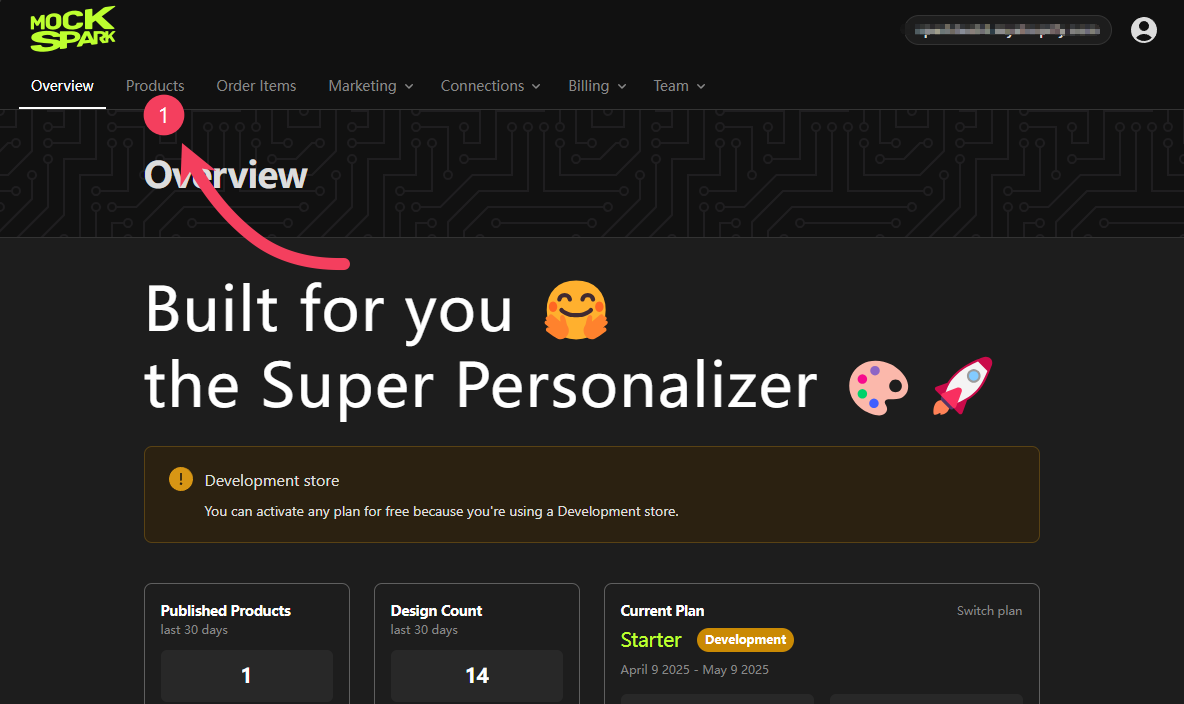 MOCK
SPARK
Overview Products Order Items Marketing Connections Billing Team
1
Overview
Built for you
the Super Personalizer
! Development store
You can activate any plan for free because you're using a Development store.
Published Products
last 30 days
1
Design Count
last 30 days
14
Current Plan Switch plan
Starter Development
April 9 2025 - May 9 2025